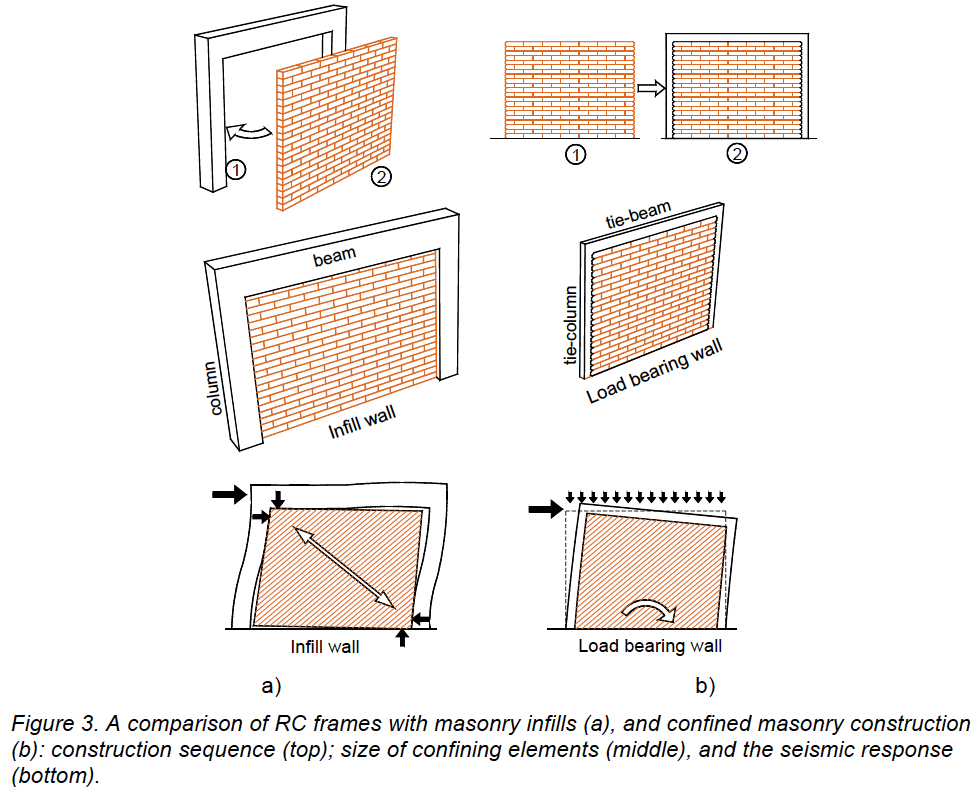 ①
②
①
②
beam
column
Infill wall
tie-beam
tie-column
Load bearing wall
Infill wall
Load bearing wall
a)
b)
Figure 3. A comparison of RC frames with masonry infills (a), and confined masonry construction
(b): construction sequence (top); size of confining elements (middle), and the seismic response
(bottom).